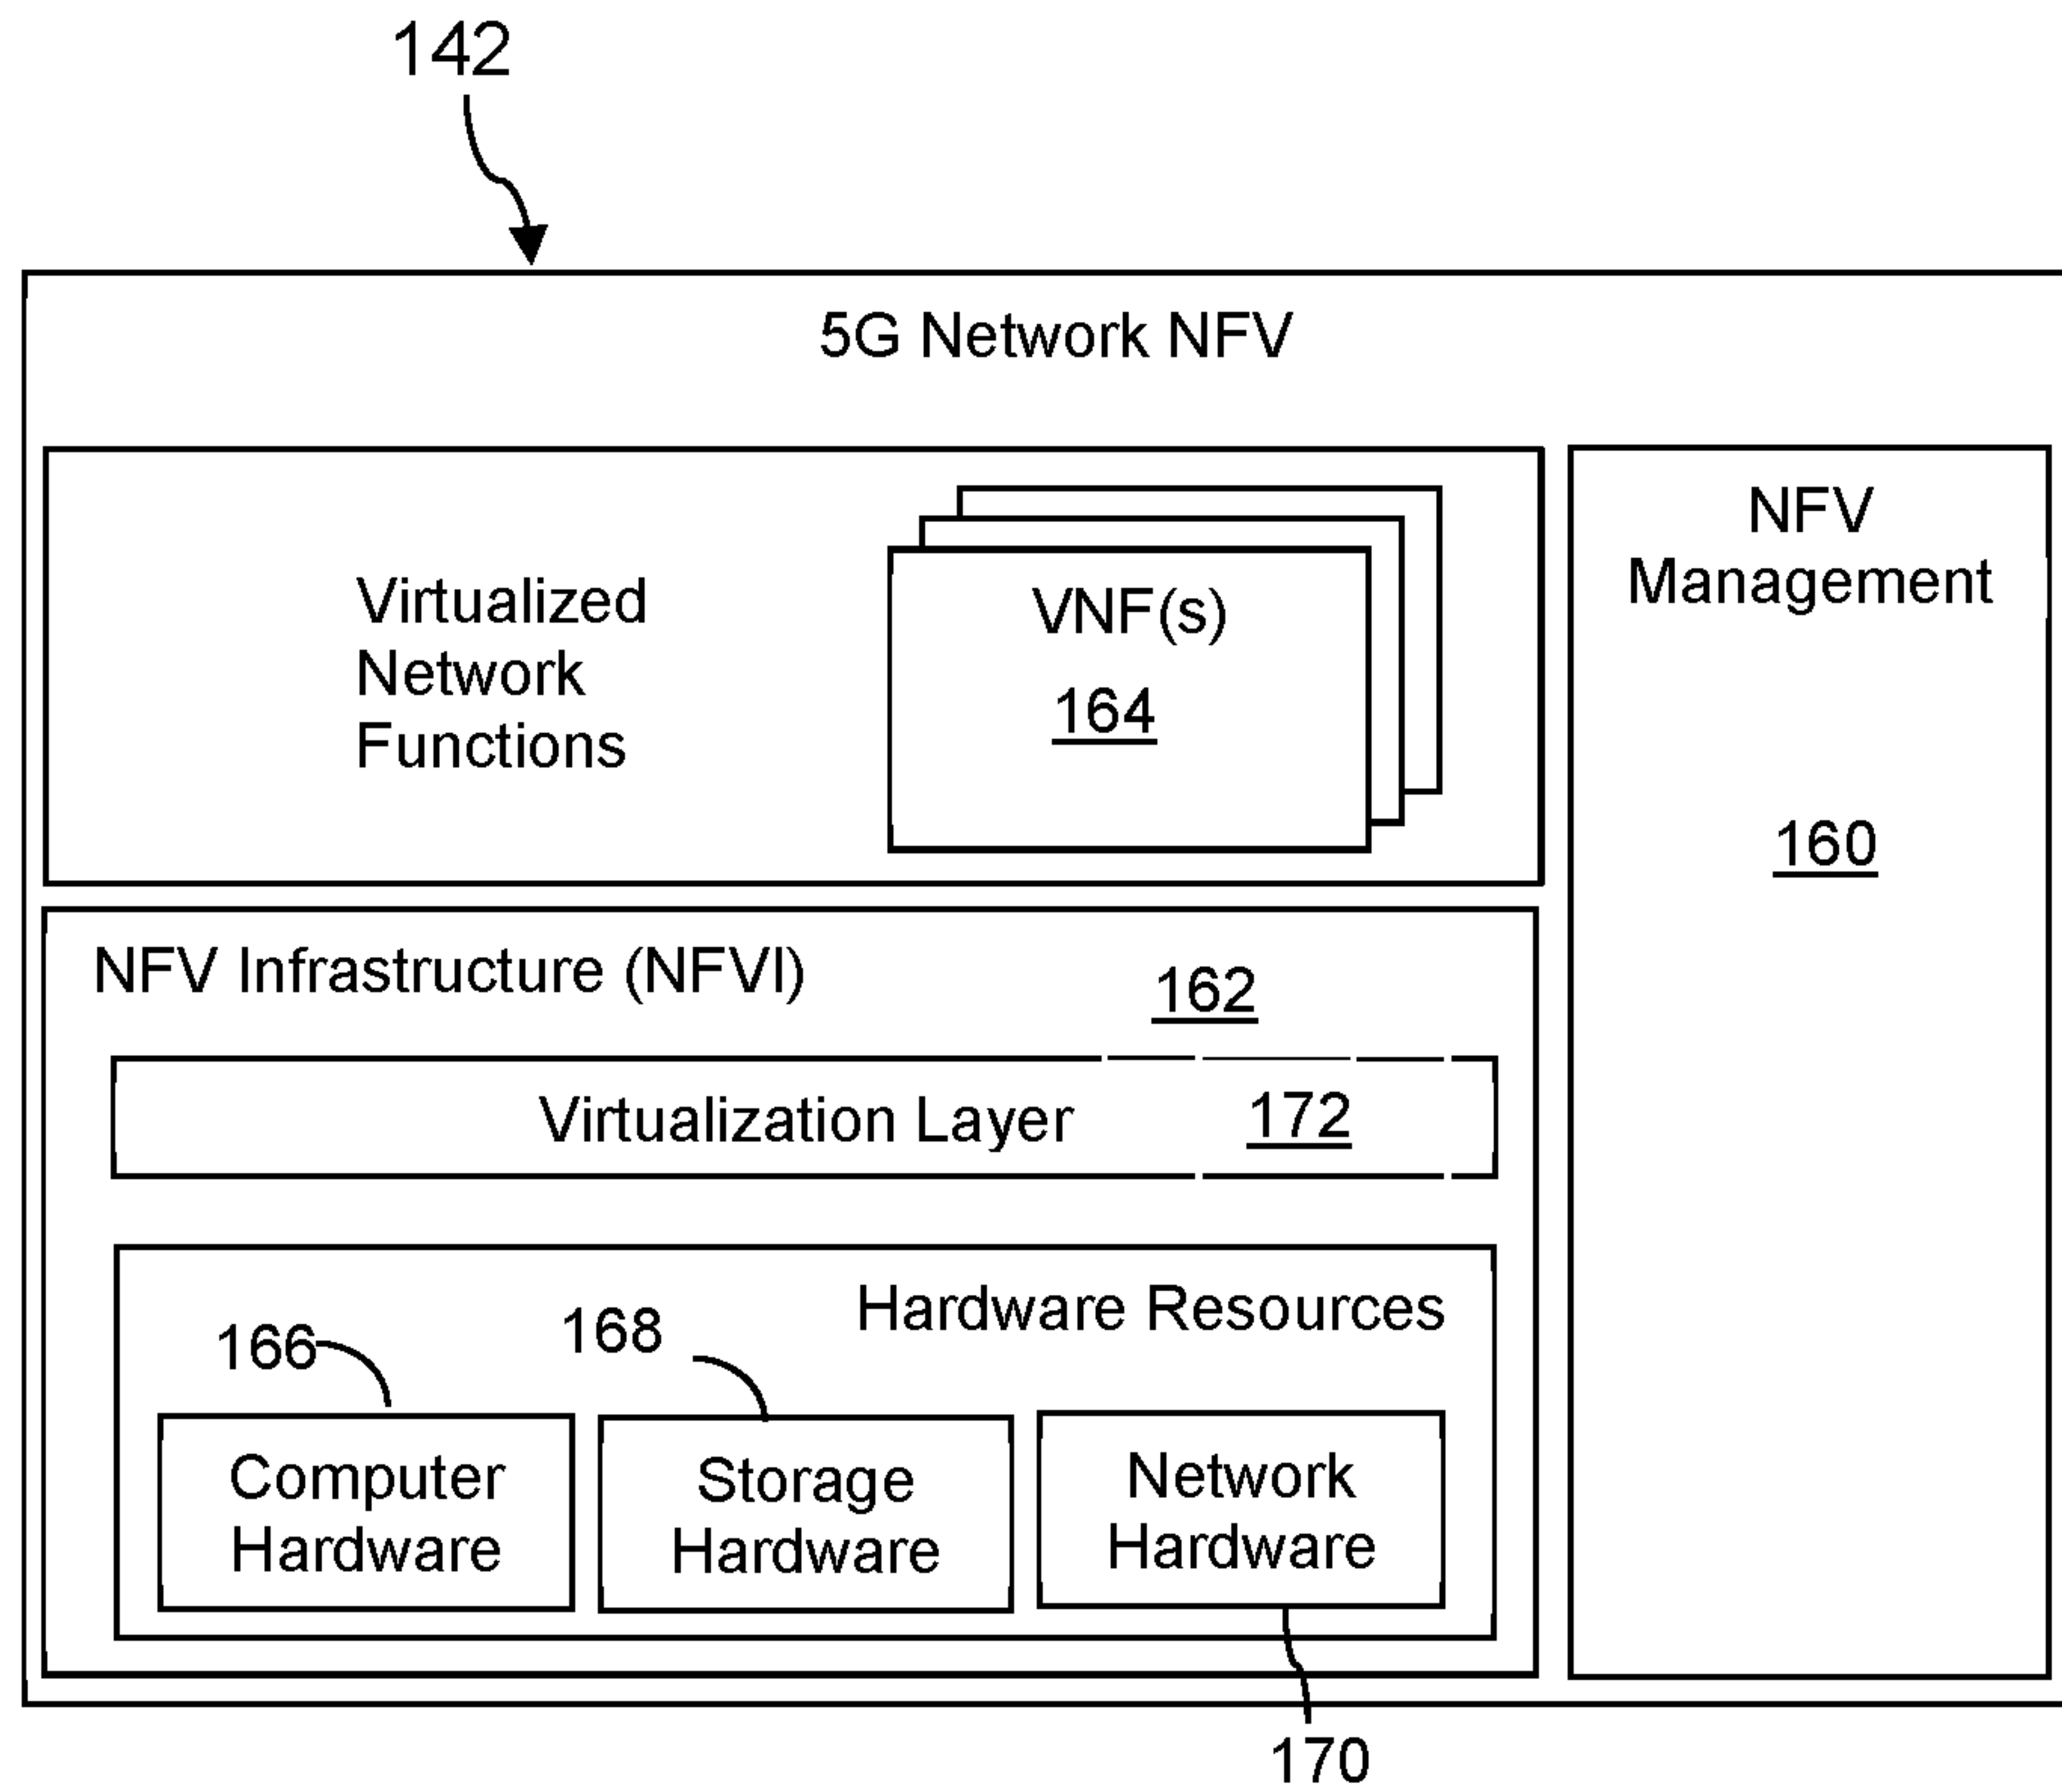 142
5G Network NFV
Virtualized
Network
Functions
VNF(s)
164
NFV
Management
160
NFV Infrastructure (NFVI)
162
Virtualization Layer
172
Hardware Resources
166
168
Computer
Hardware
Storage
Hardware
Network
Hardware
170